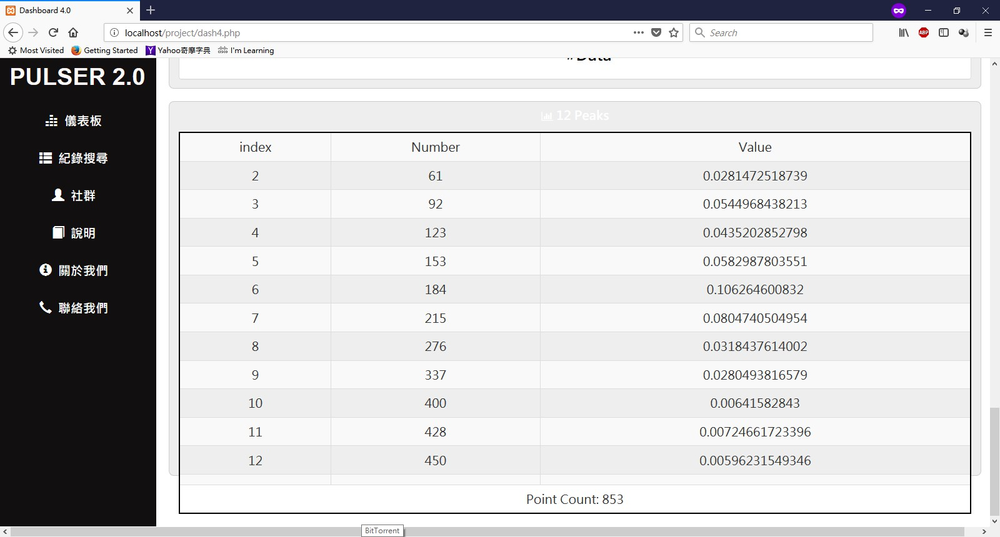 Dashboard 4.0
localhost/project/dash4.php
Search
ABP
Most Visited
Getting Started
Yahoo奇摩字典
I'm Learning
PULSER 2.0
儀表板
紀錄搜尋
社群
說明
關於我們
聯絡我們
#Data
12 Peaks
index Number Value
2 61 0.0281472518739
3 92 0.0544968438213
4 123 0.0435202852798
5 153 0.0582987803551
6 184 0.106264600832
7 215 0.0804740504954
8 276 0.0318437614002
9 337 0.0280493816579
10 400 0.00641582843
11 428 0.00724661723396
12 450 0.00596231549346
Point Count: 853
BitTorrent